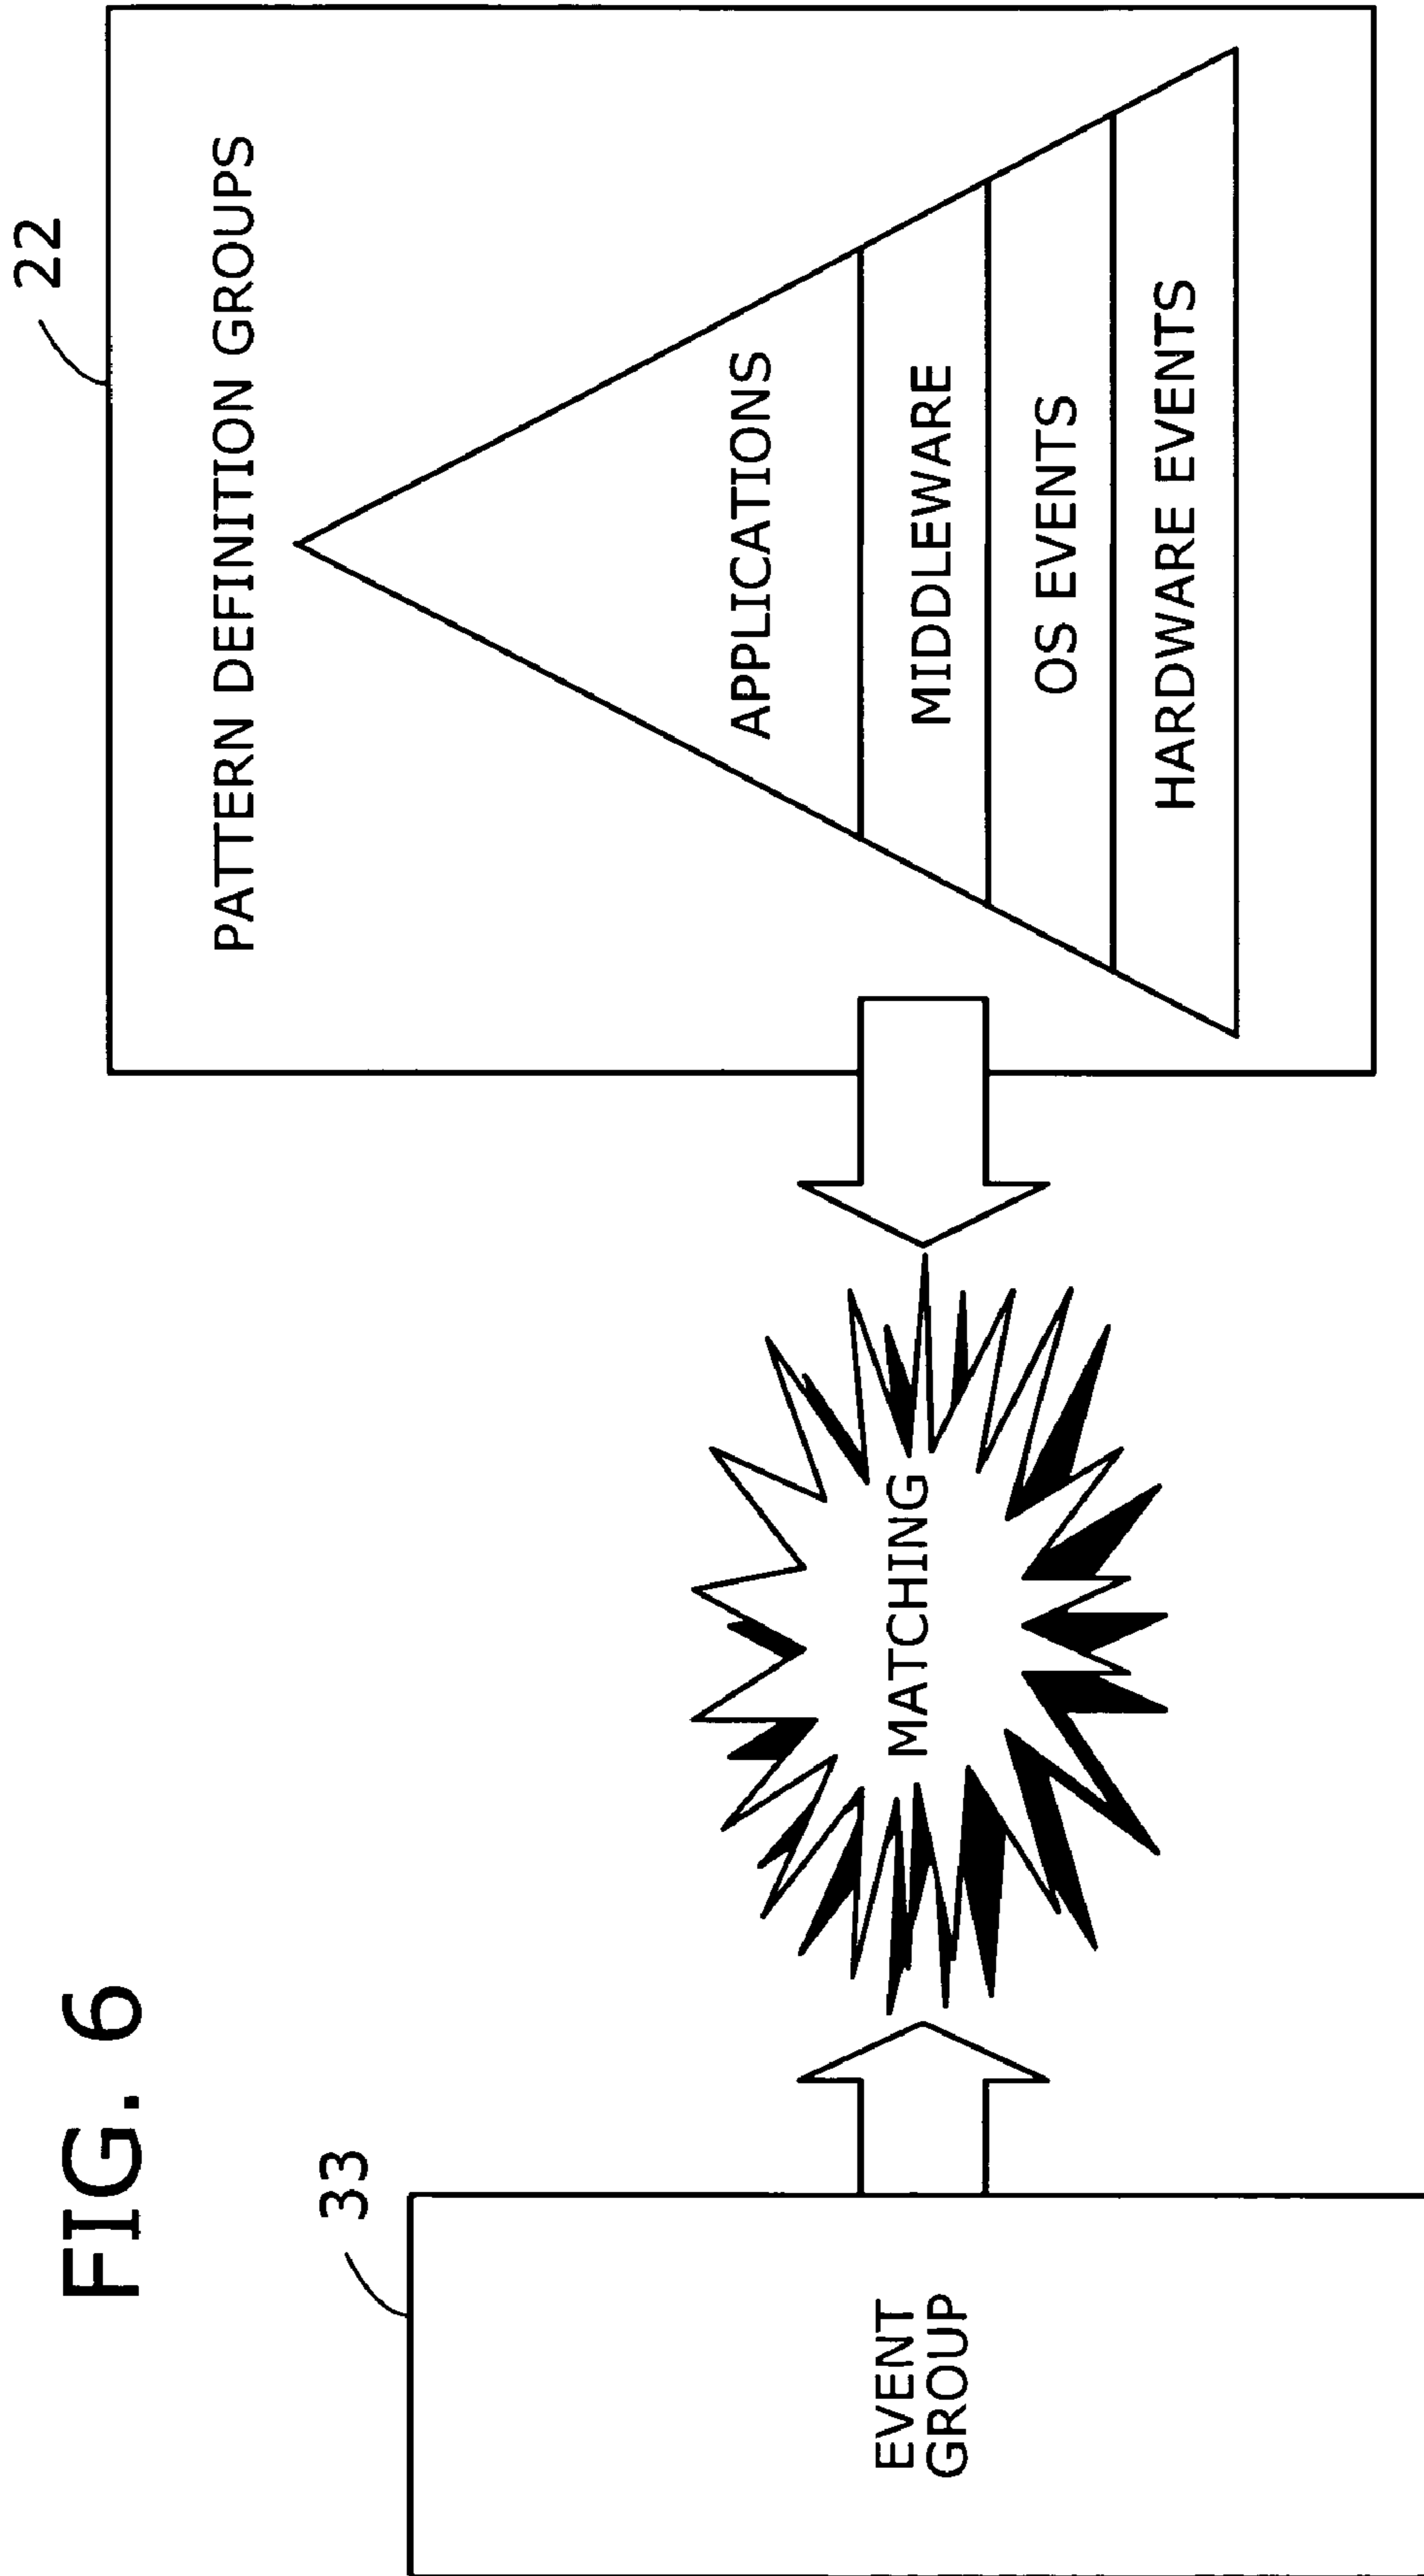 FIG. 6
33
EVENT
GROUP
MATCHING
22
PATTERN DEFINITION GROUPS
APPLICATIONS
MIDDLEWARE
OS EVENTS
HARDWARE EVENTS